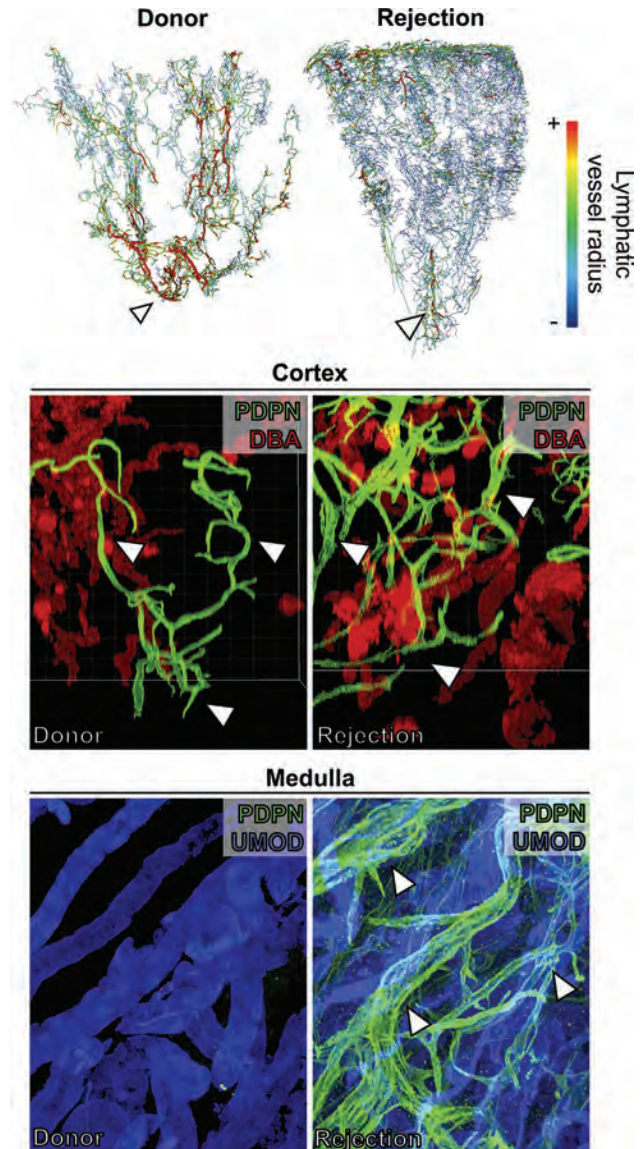 Donor
Rejection
+
-
Lymphatic
vessel radius
Cortex
PDPN
DBA
Donor
PDPN
DBA
Rejection
Medulla
PDPN
UMOD
Donor
PDPN
UMOD
Rejection